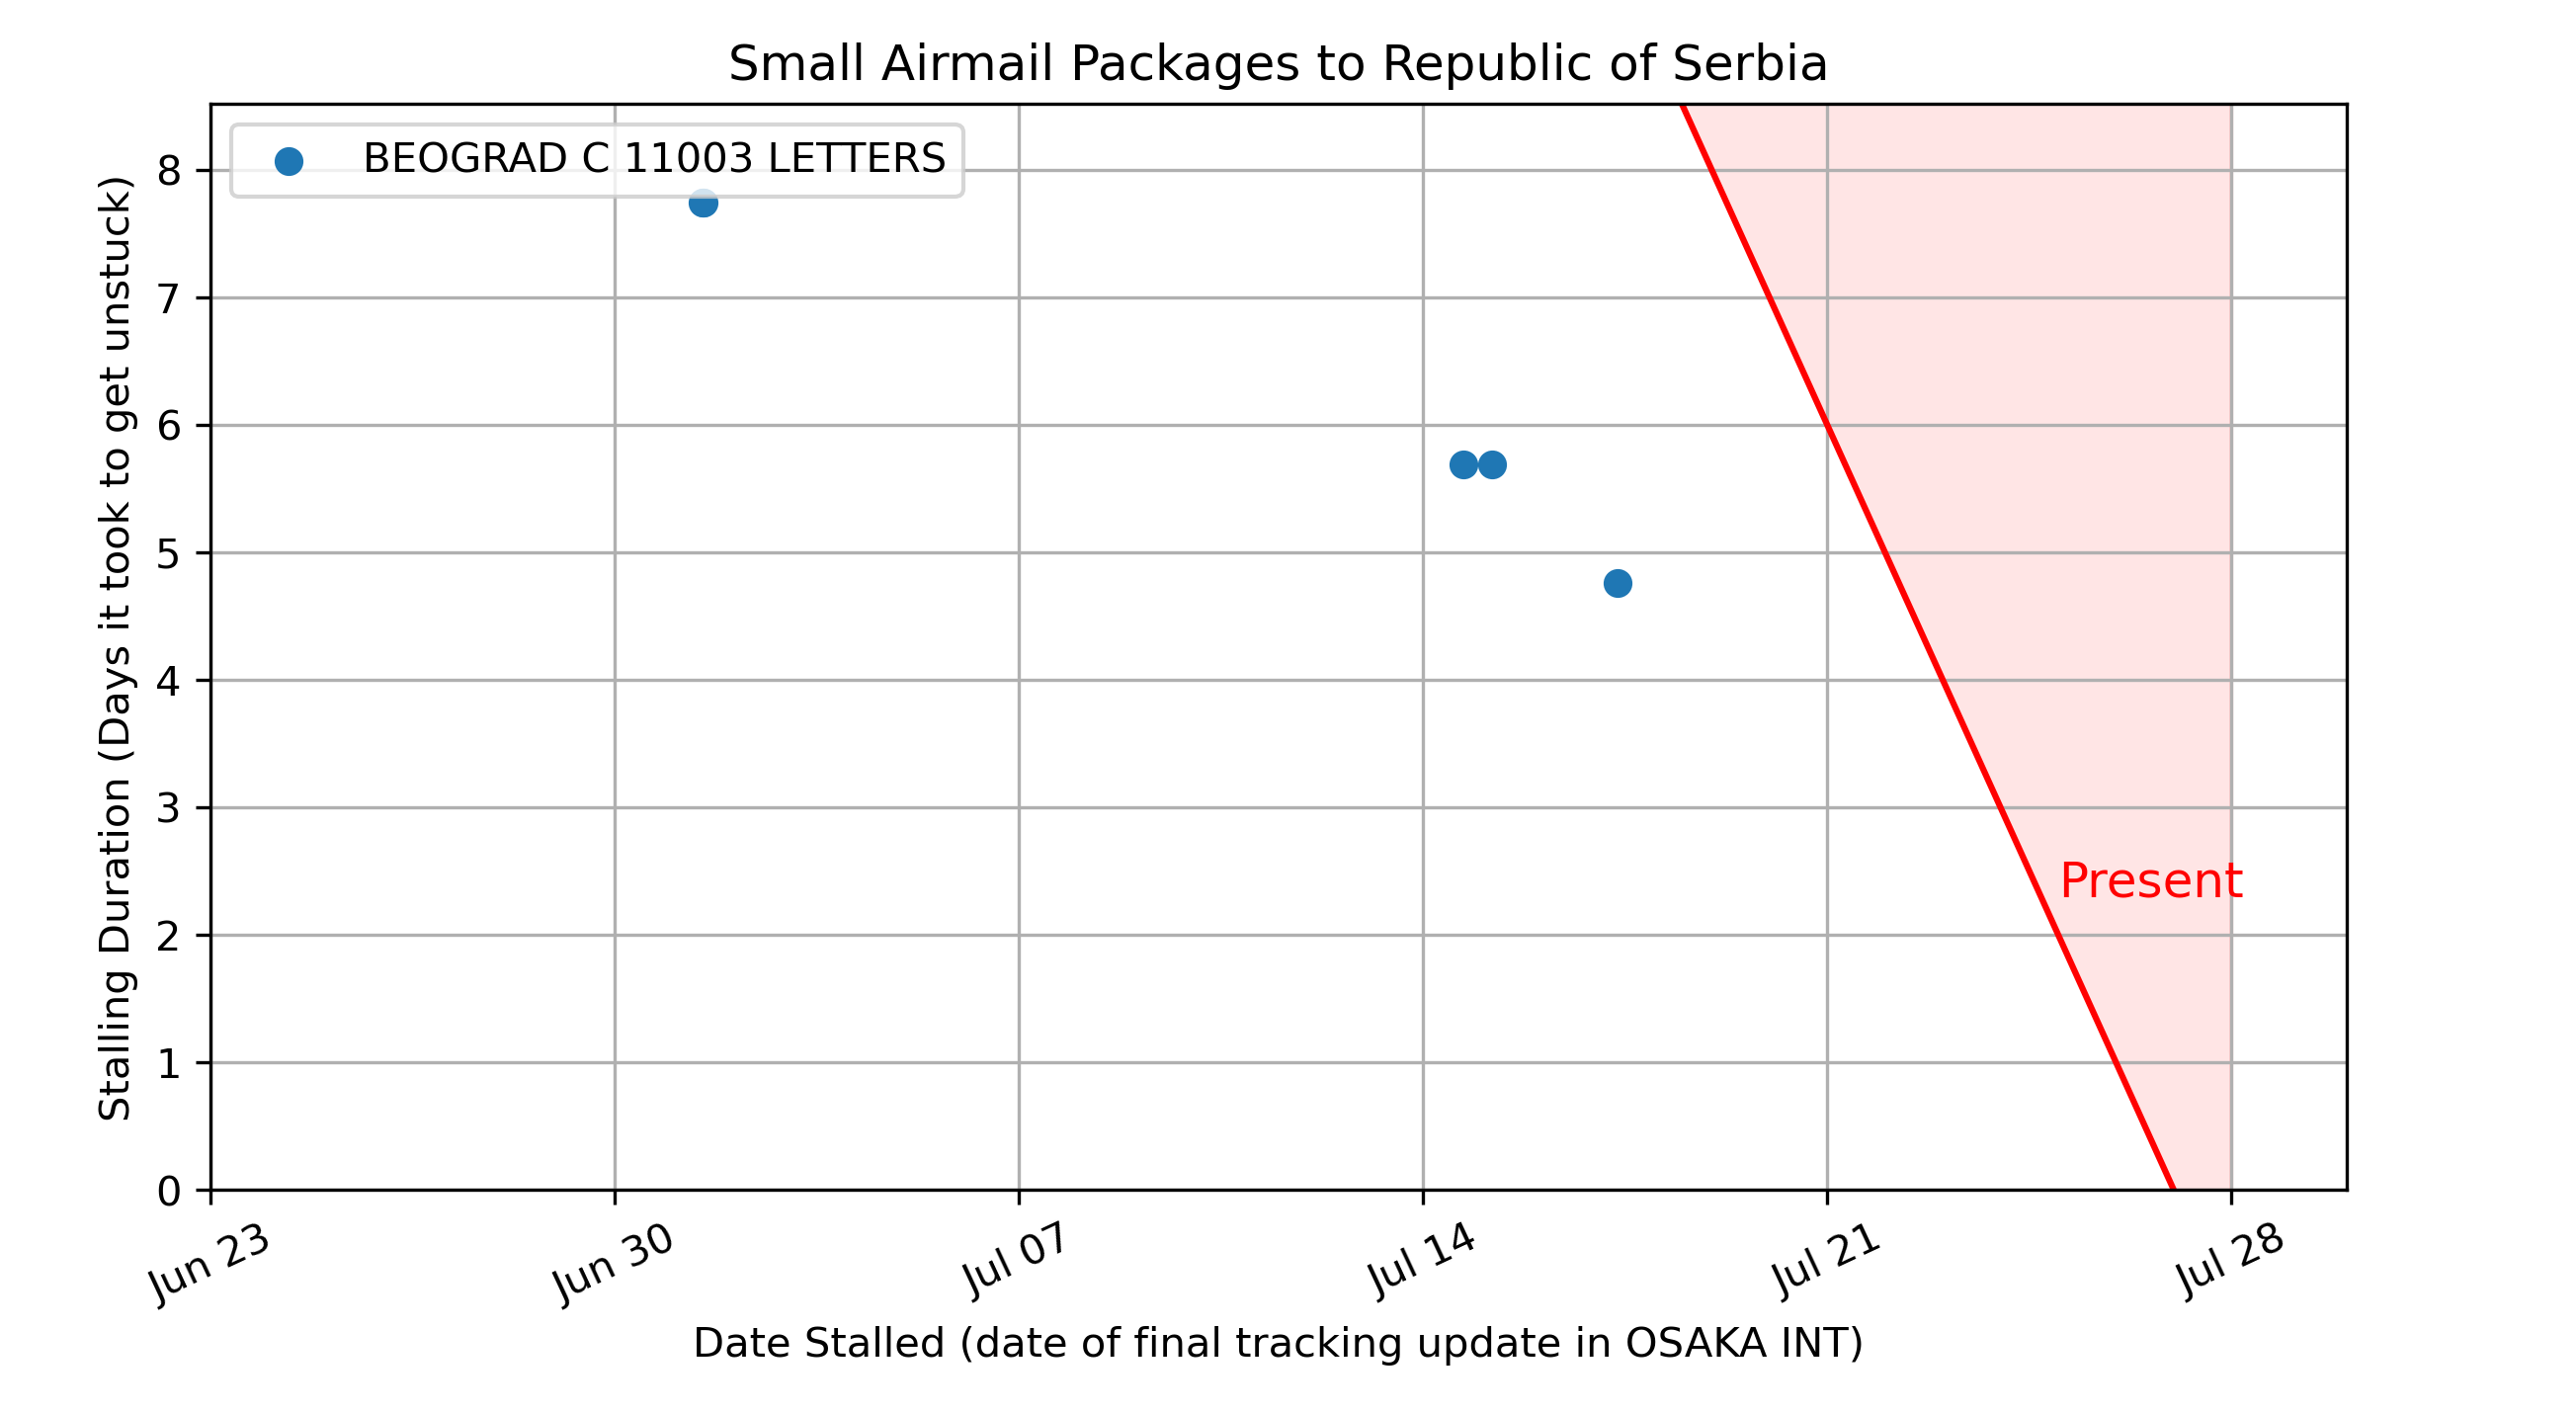 Small Airmail Packages to Republic of Serbia
BEOGRAD C 11003 LETTERS
Stalling Duration (Days it took to get unstuck)
8
7
6
5
4
3
2
1
0
Present
Jun 23
Jun 30
Jul 07
Jul 14
Jul 21
Jul 28
Date Stalled (date of final tracking update in OSAKA INT)